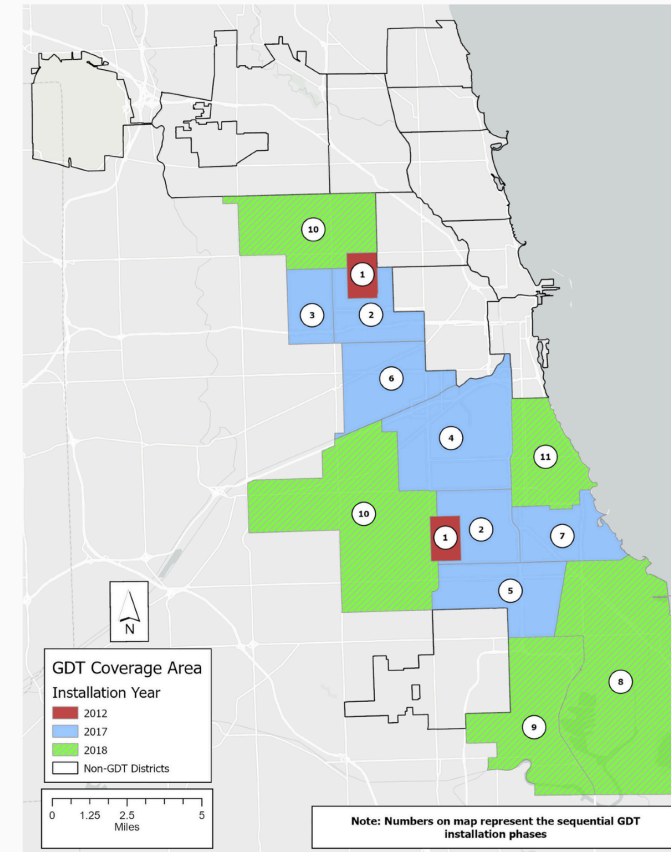 10
1
3
2
6
4
11
10
1
2
7
5
8
9
N
GDT Coverage Area
Installation Year
2012
2017
2018
Non-GDT Districts
0 1.25 2.5 5
Miles
Note: Numbers on map represent the sequential GDT
installation phases